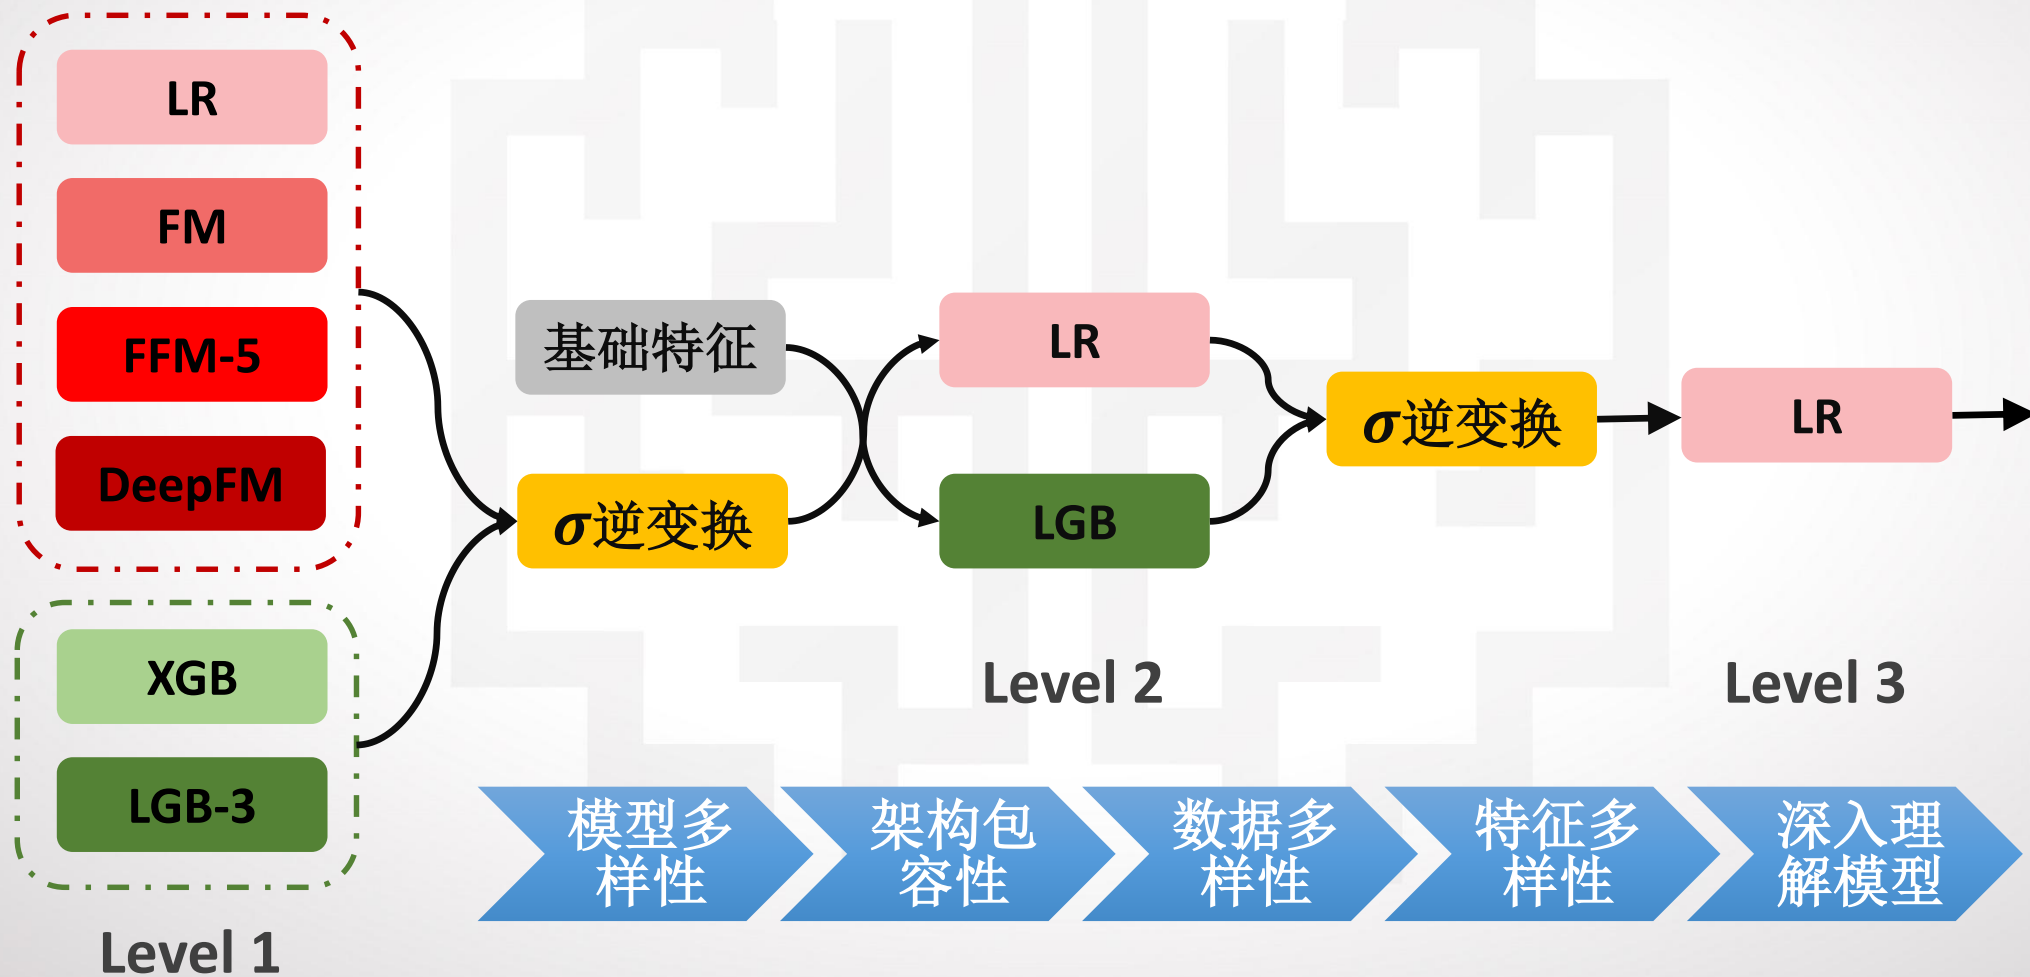 LR
FM
FFM-5
DeepFM
XGB
LGB-3
Level 1
基础特征
σ逆变换
LR
LGB
Level 2
σ逆变换
LR
Level 3
模型多
样性
架构包
容性
数据多
样性
特征多
样性
深入理
解模型